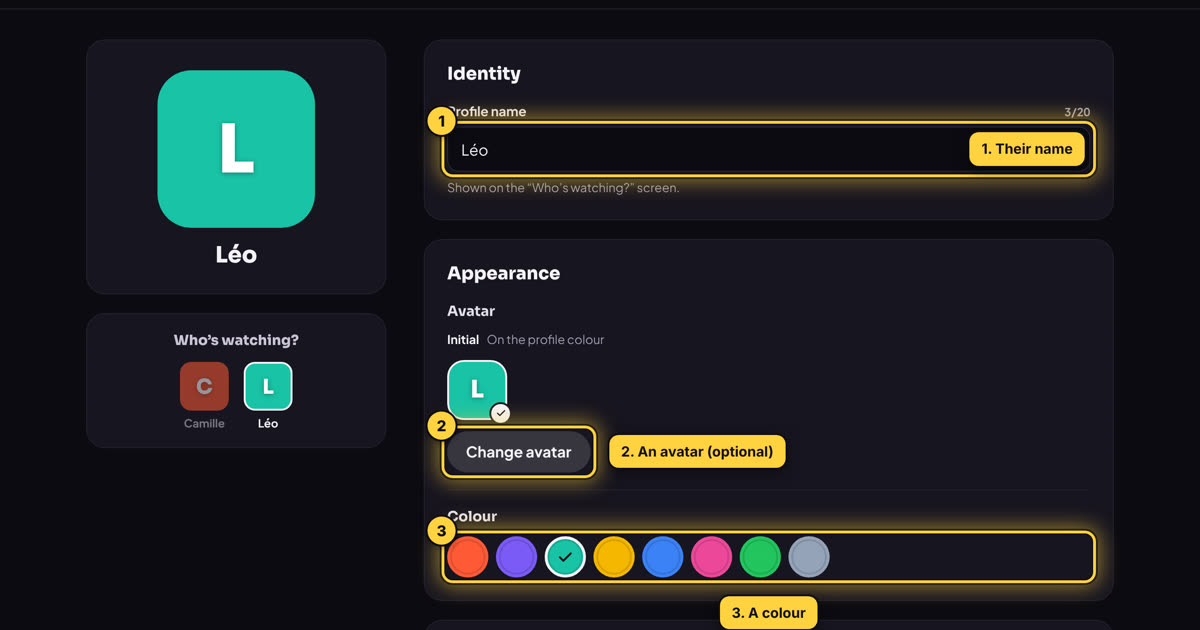 L
Léo
Who's watching?
C
L
Camille
Léo
Identity
Profile name
3/20
1
Léo
1. Their name
Shown on the “Who's watching?” screen.
Appearance
Avatar
Initial On the profile colour
L
2
Change avatar
2. An avatar (optional)
Colour
3
3. A colour